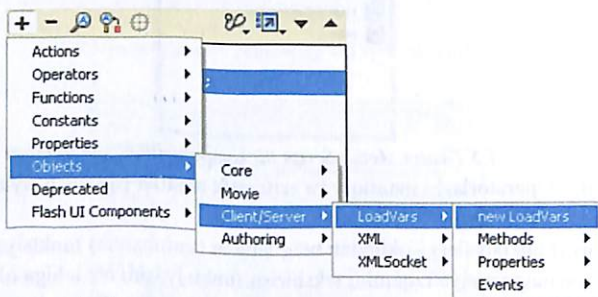 Actions
Operators
Functions
Constants
Properties
Objects
Deprecated
Flash UI Components
Core
Movie
Client/Server
Authoring
LoadVars
XML
XMLSocket
new LoadVars
Methods
Properties
Events